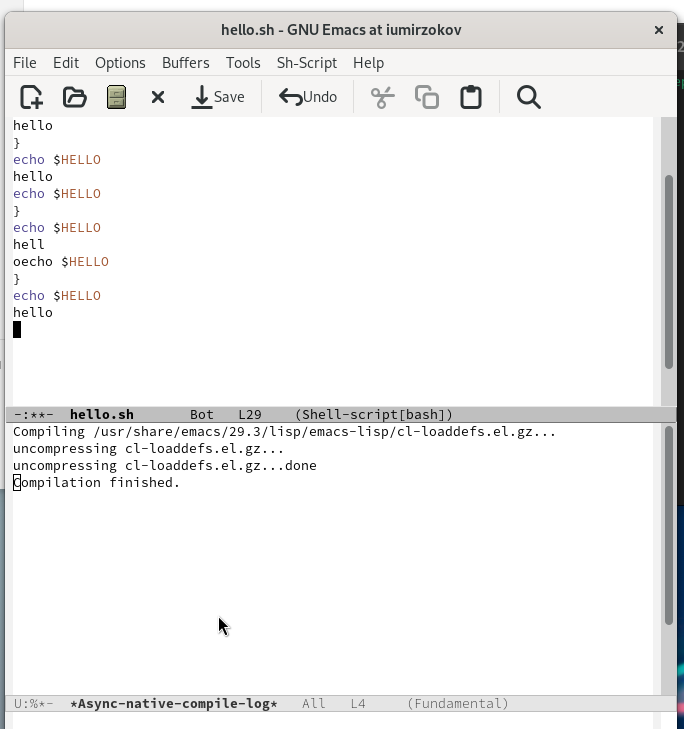 hello.sh - GNU Emacs at iumirzokov ×
File Edit Options Buffers Tools Sh-Script Help
Save Undo
hello
}
echo $HELLO
hello
echo $HELLO
}
echo $HELLO
hell
oecho $HELLO
}
echo $HELLO
hello
-:**- hello.sh Bot L29 (Shell-script[bash])
Compiling /usr/share/emacs/29.3/lisp/emacs-lisp/cl-loaddefs.el.gz...
uncompressing cl-loaddefs.el.gz...
uncompressing cl-loaddefs.el.gz...done
Compilation finished.
U:%*- *Async-native-compile-log* All L4 (Fundamental)